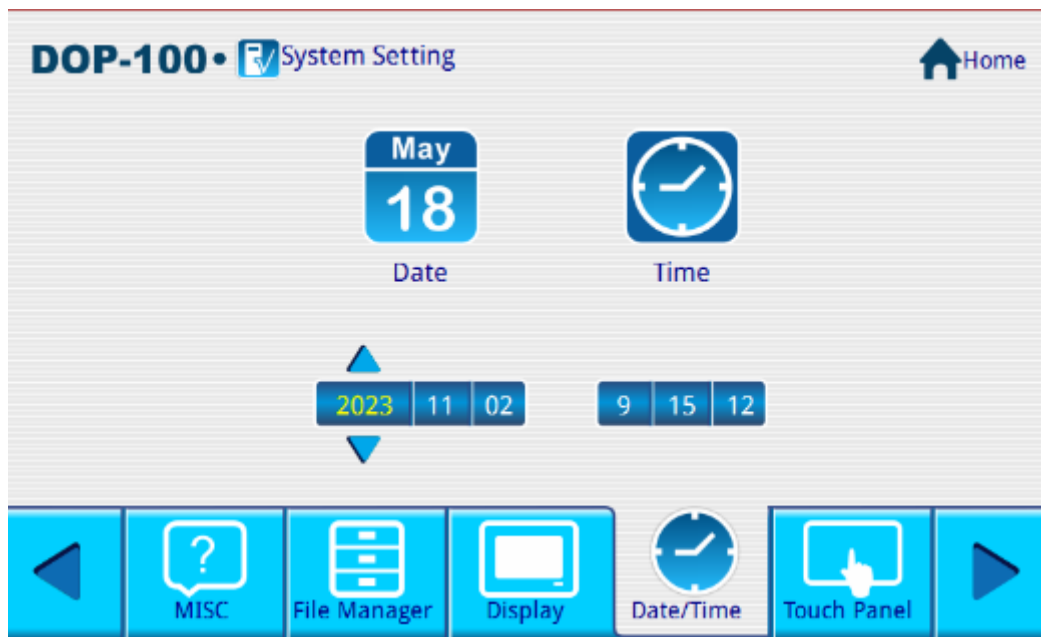 DOP-100• System Setting Home
May
18
Date Time
2023 11 02 9 15 12
?
MISC File Manager Display Date/Time Touch Panel